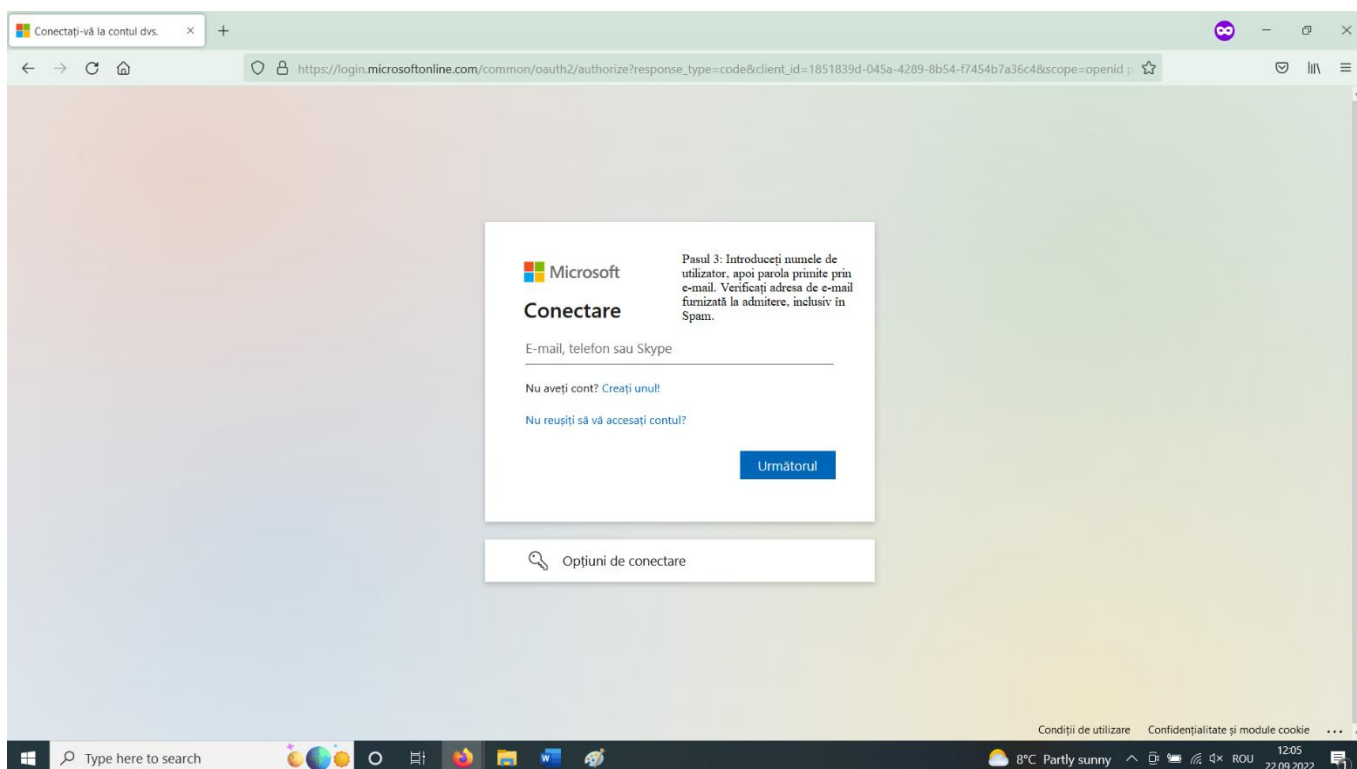 Conectați-vă la contul dvs.
https://login.microsoftonline.com/common/oauth2/authorize?response_type=code&client_id=1851839d-045a-4289-8b54-f7454b7a36c4&scope=openid p
Microsoft
Conectare
Pasul 3: Introduceți numele de
utilizator, apoi parola primite prin
e-mail. Verificați adresa de e-mail
furnizată la admitere, inclusiv în
Spam.
E-mail, telefon sau Skype
Nu aveți cont? Creați unul!
Nu reușiți să vă accesați contul?
Următorul
Opțiuni de conectare
Condiții de utilizare Confidențialitate și module cookie ...
Type here to search
8°C Partly sunny
ROU
12:05
22.09.2022
1